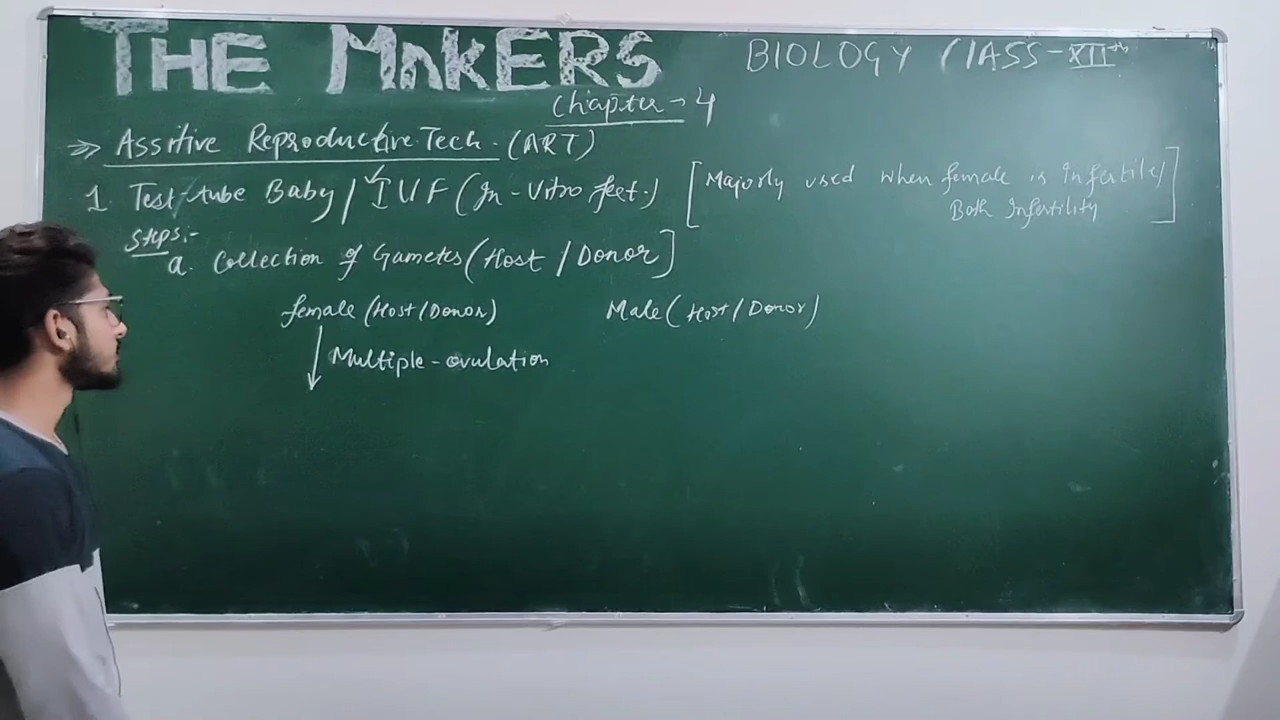 THE MAKERS
BIOLOGY CLASS-XIIth
Chapter → 4
>> Assitive Reproductive Tech. (ART)
1. Test-tube Baby / IVF (In-Vitro fert.) [Majorly used when female is Infertile/
Both Infertility]
Steps:-
a. Collection of Gametes (Host / Donor]
female (Host / Donor)
Male (Host / Donor)
↓ Multiple-ovulation